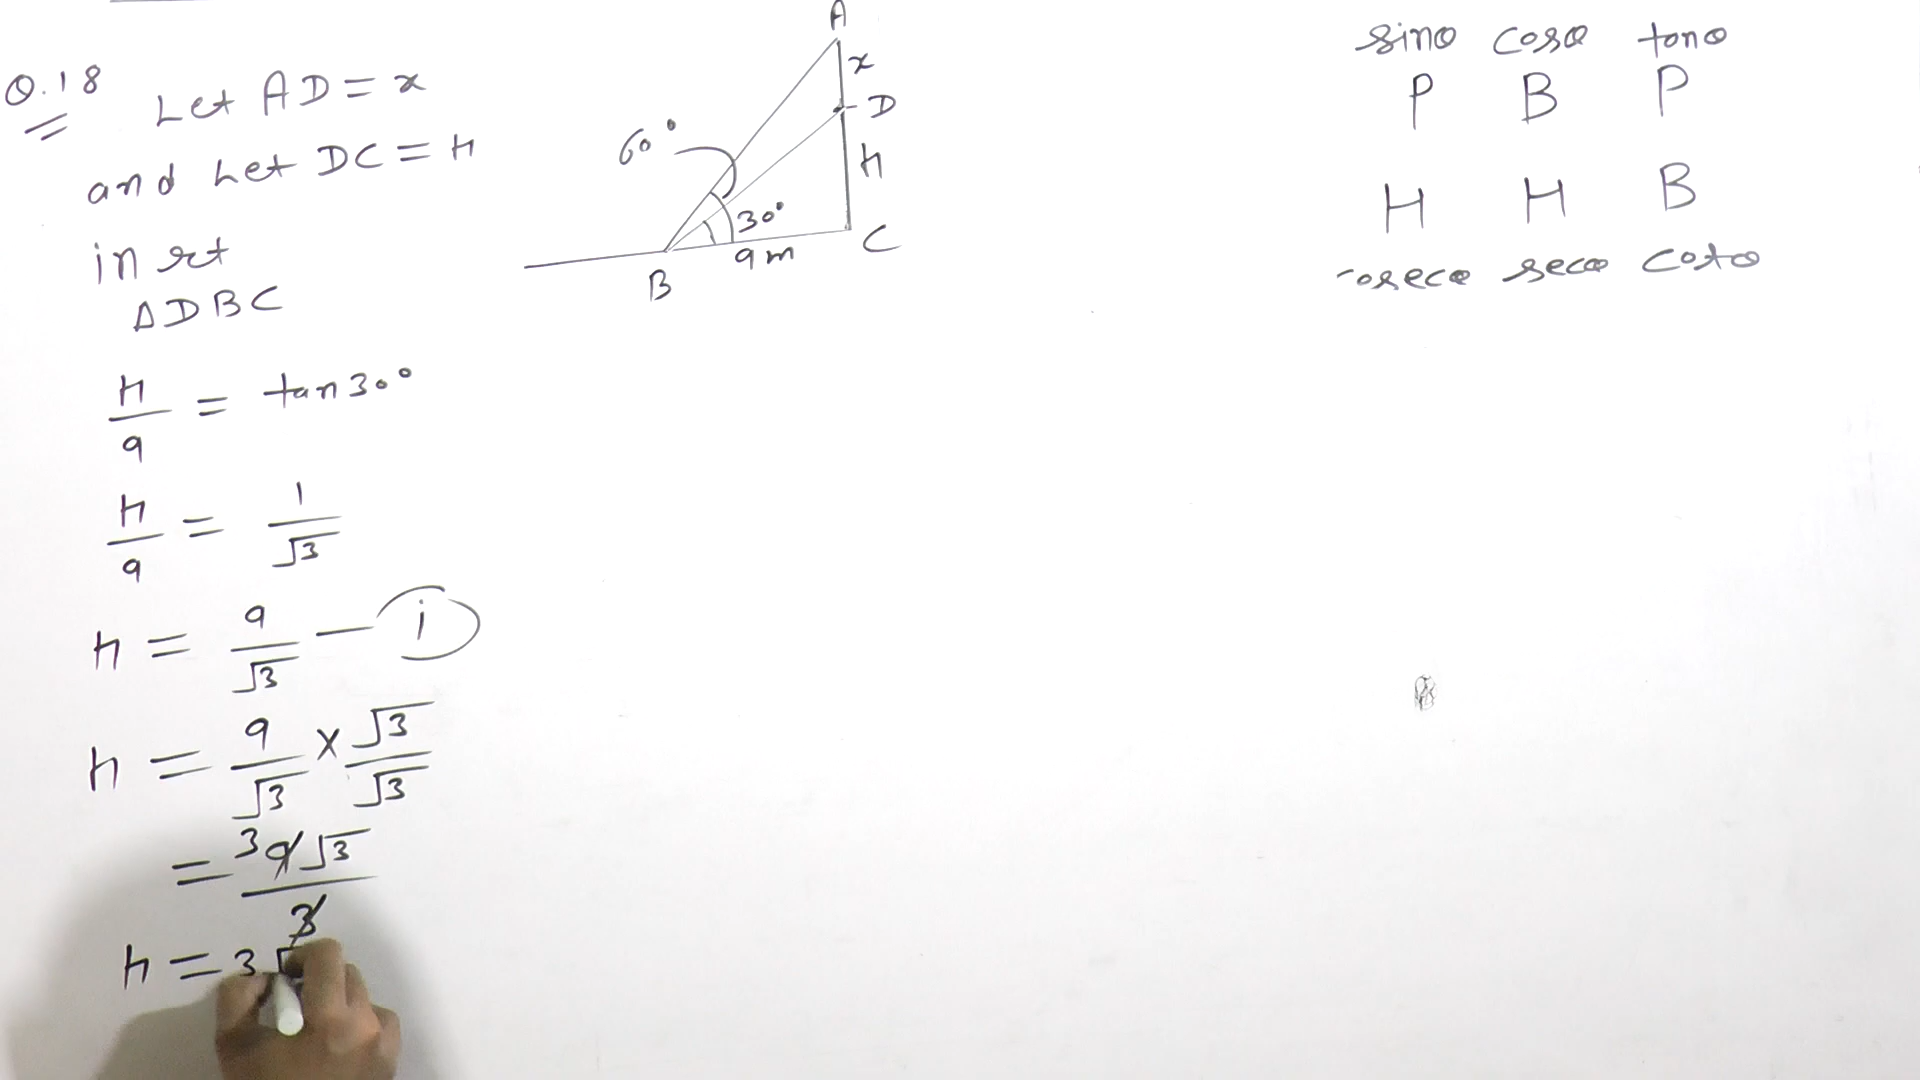 Q.18
Let AD = x
and Let DC = H
in rt
ΔDBC
H/9 = tan30°
H/9 = 1/√3
H = 9/√3 — (i)
H = 9/√3 × √3/√3
= 3 9√3/3
H = 3√
A
x
D
60°
H
30°
9m
C
B
sinθ cosθ tanθ
P B P
H H B
cosecθ secθ cotθ